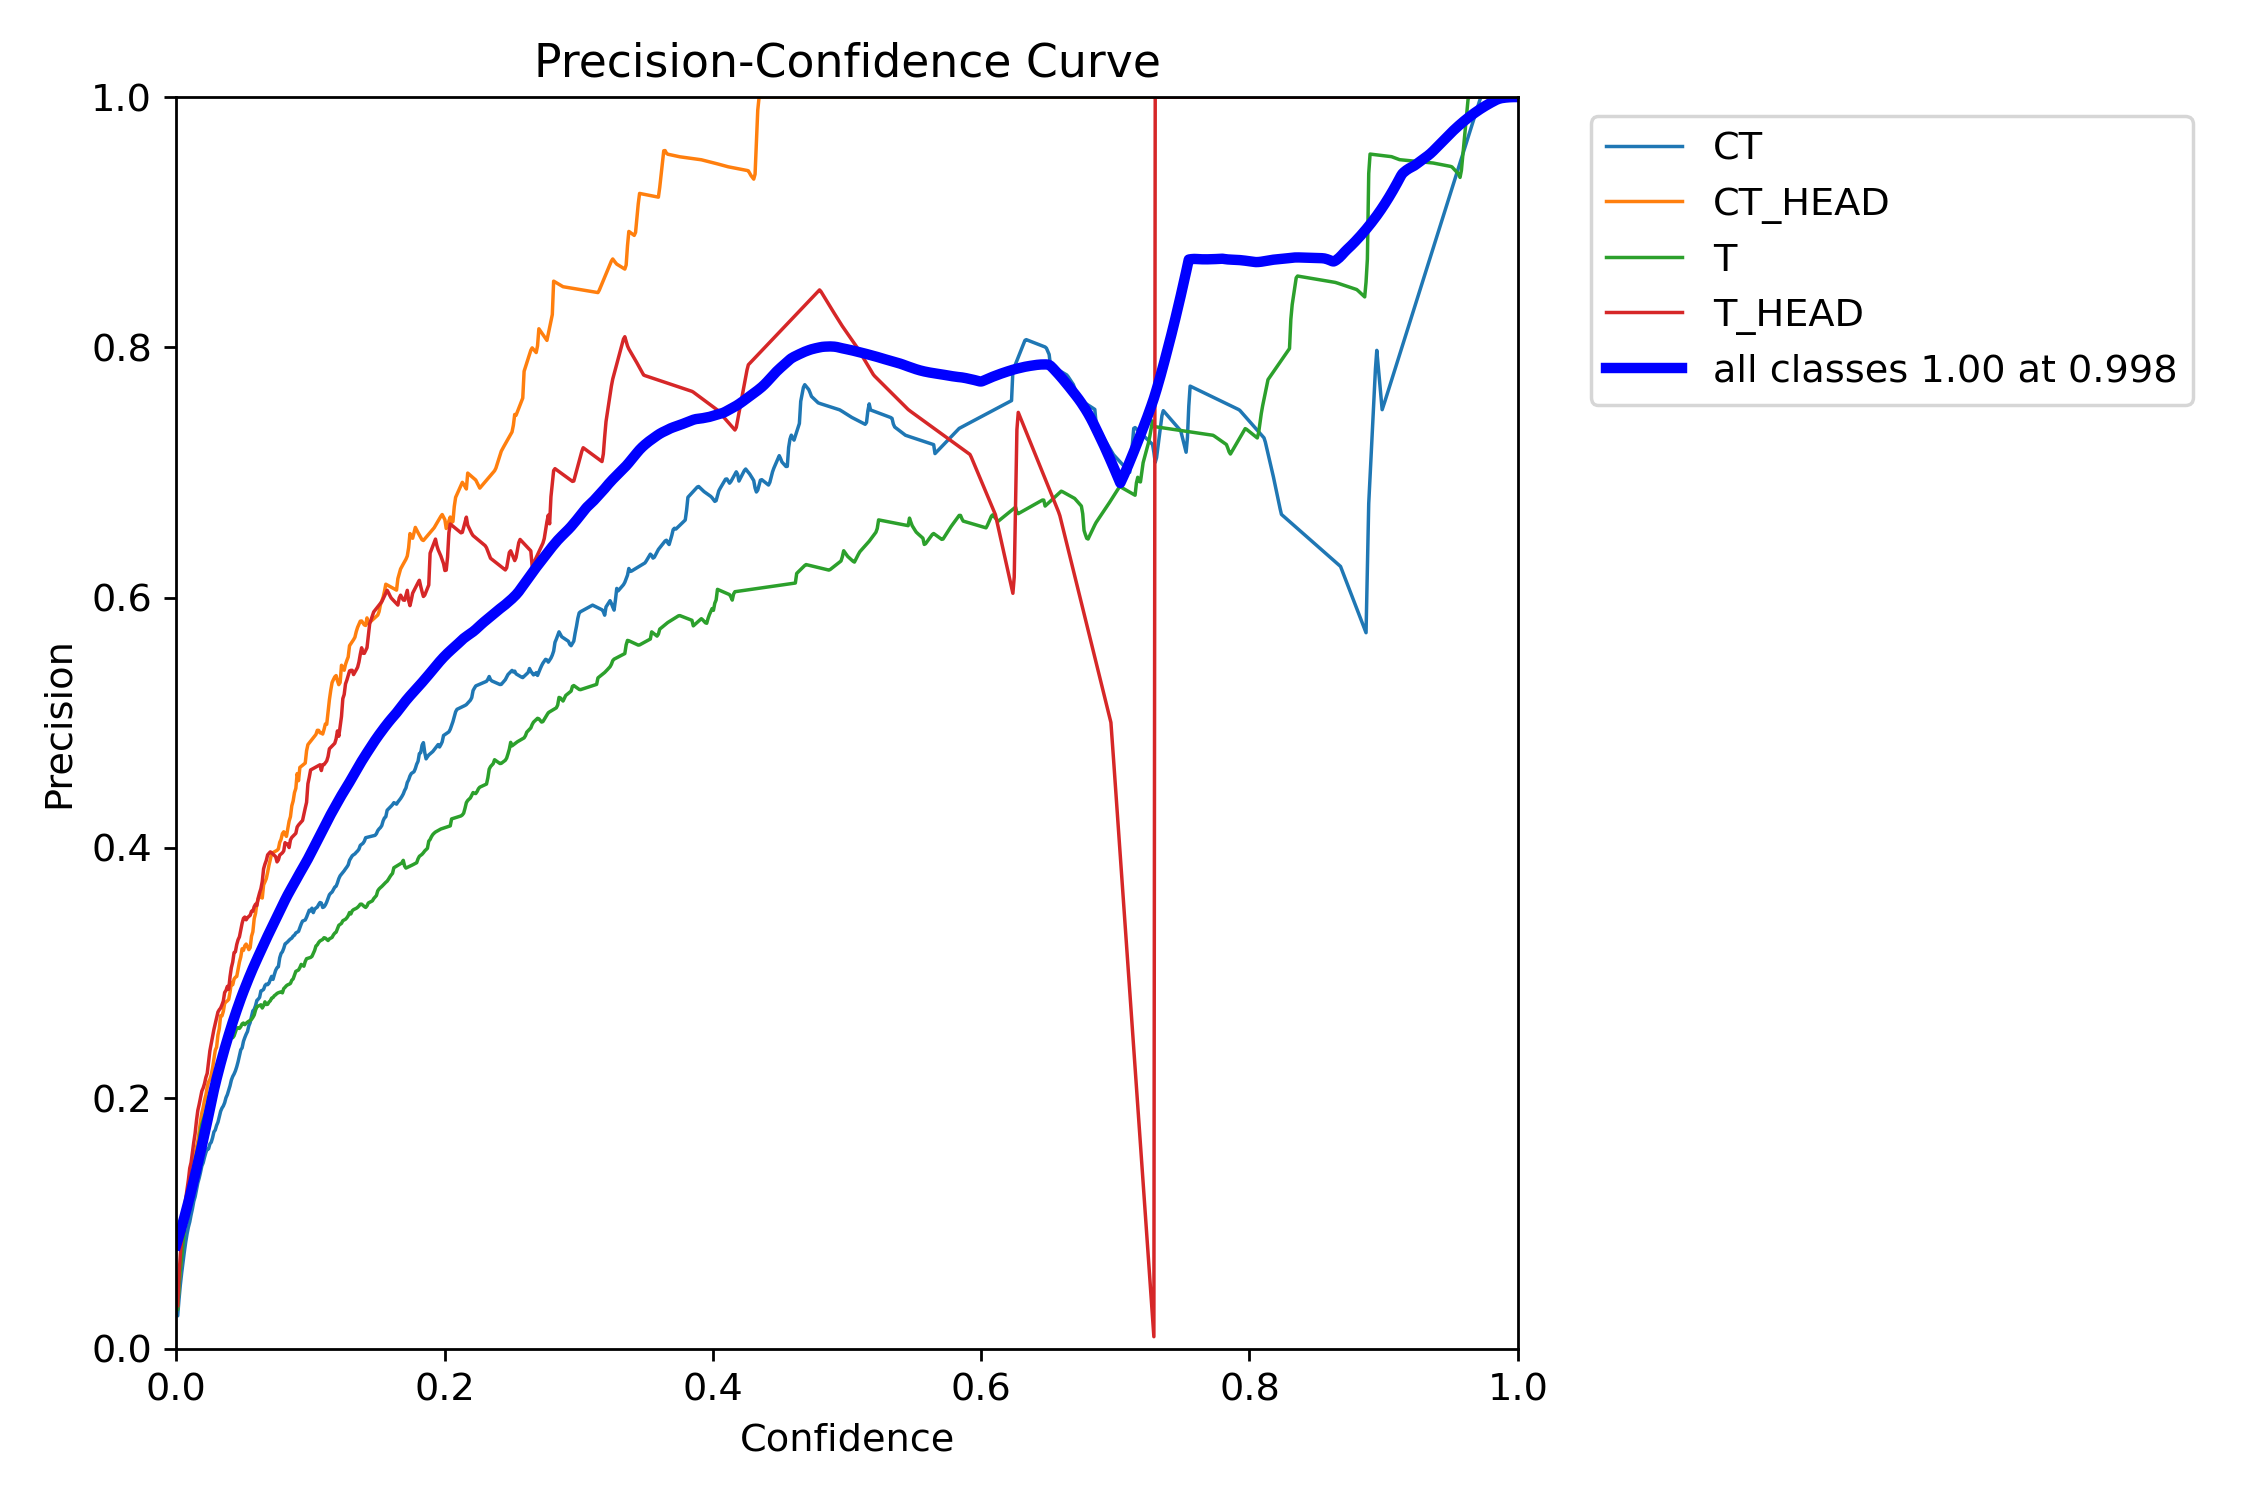 Precision-Confidence Curve
1.0
0.8
0.6
0.4
0.2
0.0
Precision
0.0 0.2 0.4 0.6 0.8 1.0
Confidence
CT
CT_HEAD
T
T_HEAD
all classes 1.00 at 0.998